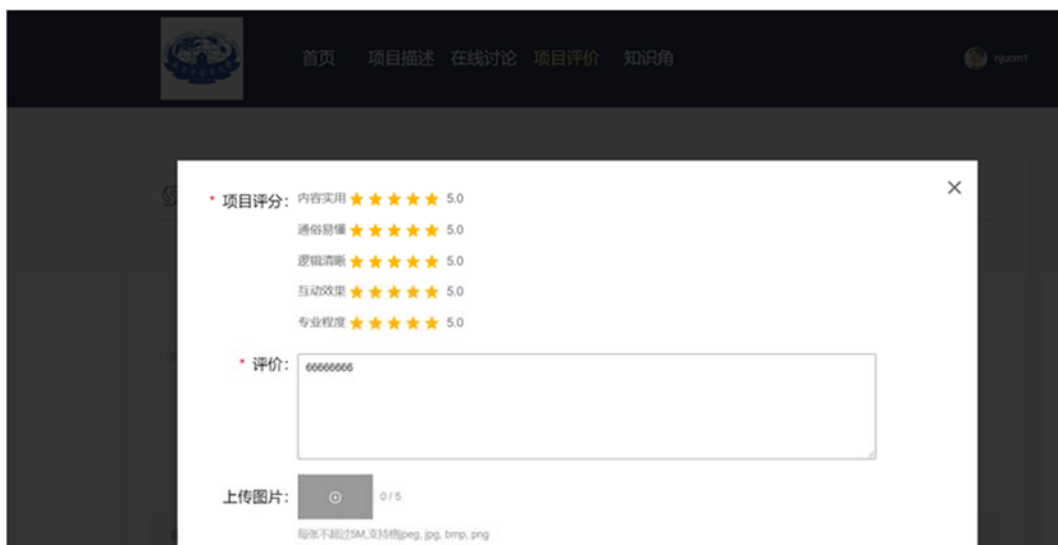 首页 项目描述 在线讨论 项目评价 知识角 njucm1
* 项目评分: 内容实用 5.0
通俗易懂 5.0
逻辑清晰 5.0
互动效果 5.0
专业程度 5.0
* 评价: 66666666
上传图片: 0 / 5
每张不超过5M,支持格jpeg, jpg, bmp, png